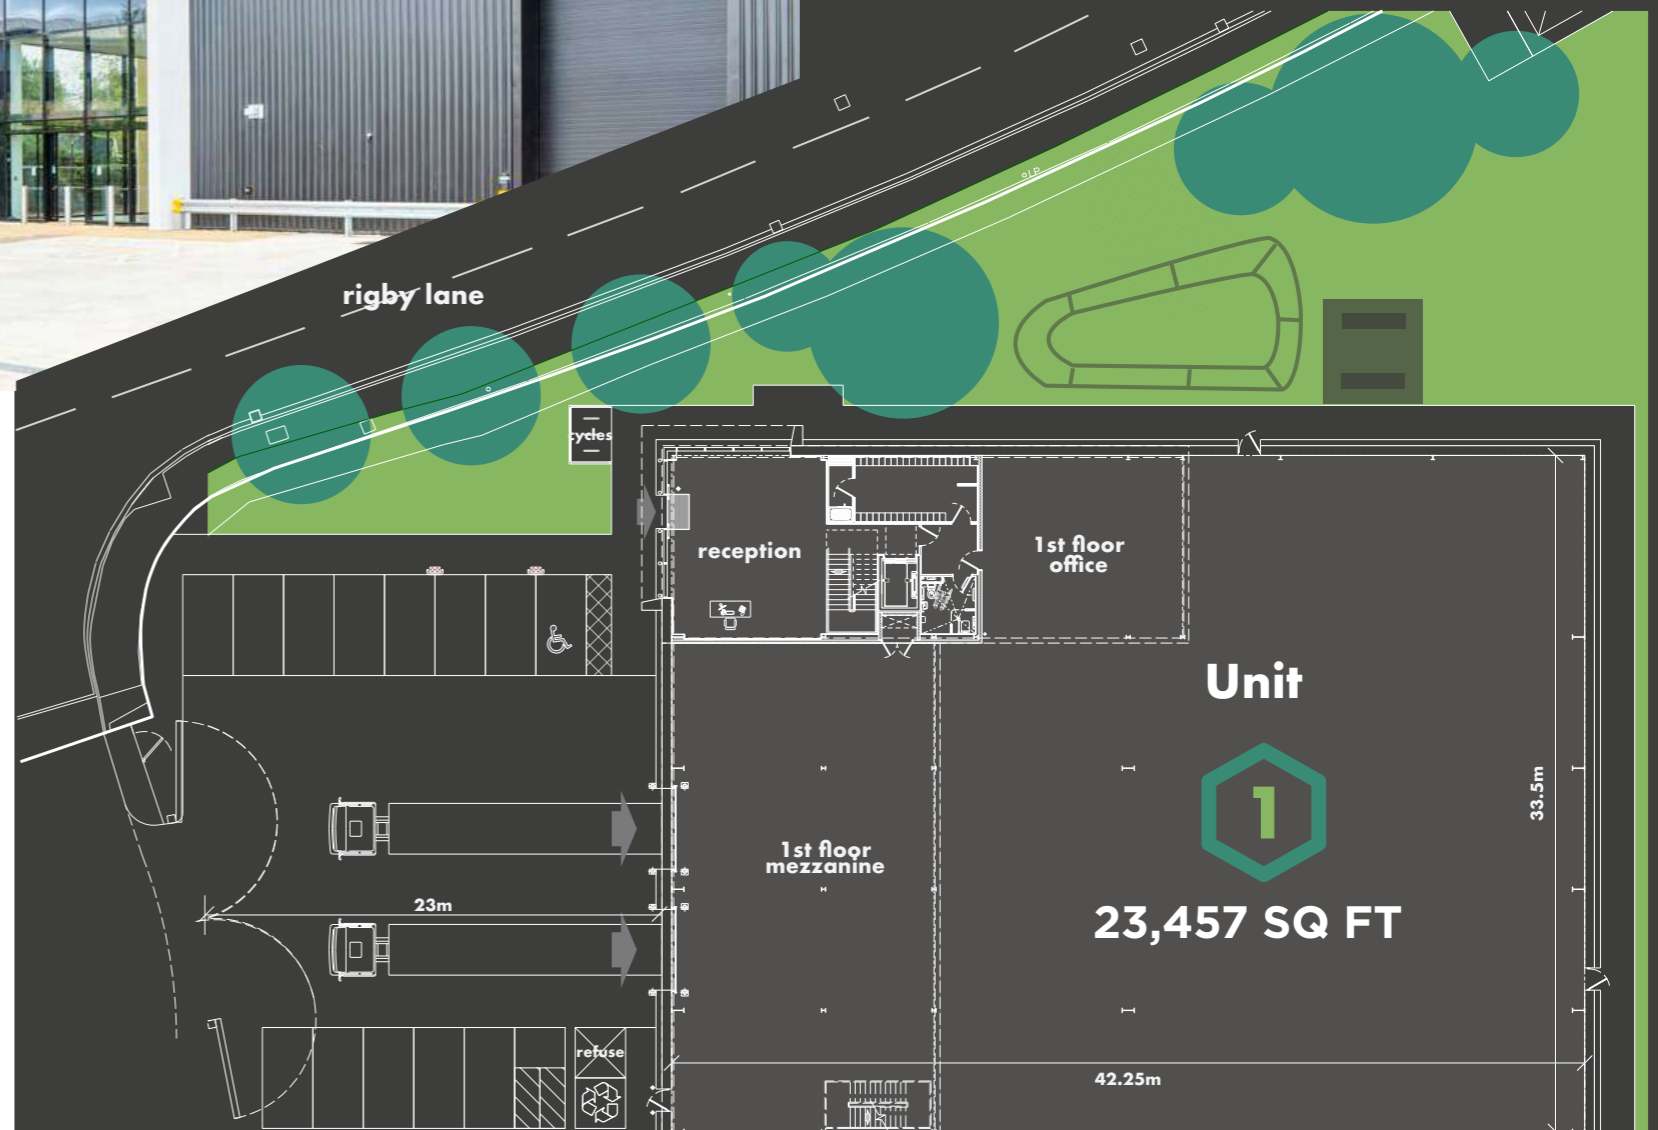 rigby lane
LP
cycles
reception
1st floor
office
Unit
1
23,457 SQ FT
33.5m
1st floor
mezzanine
23m
42.25m
refuse